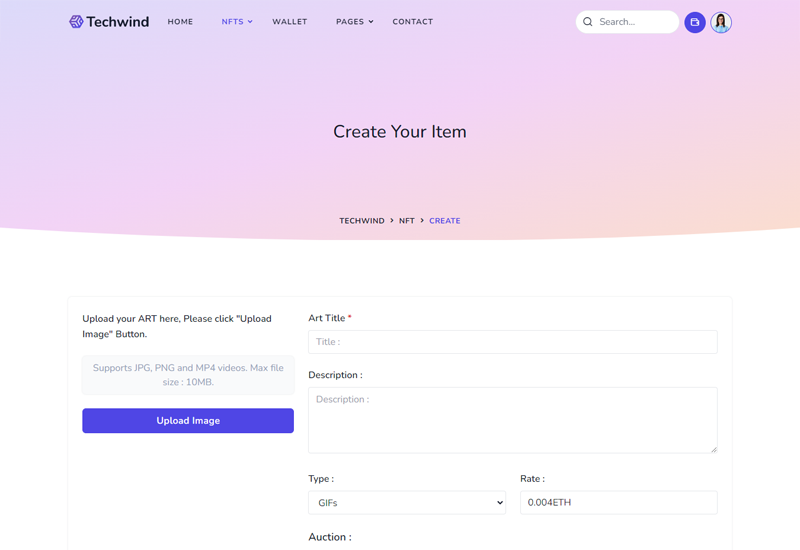 Techwind
HOME
NFTS
WALLET
PAGES
CONTACT
Search...
Create Your Item
TECHWIND > NFT > CREATE
Upload your ART here, Please click "Upload
Image" Button.
Supports JPG, PNG and MP4 videos. Max file
size : 10MB.
Upload Image
Art Title *
Title :
Description :
Description :
Type :
GIFs
Rate :
0.004ETH
Auction :